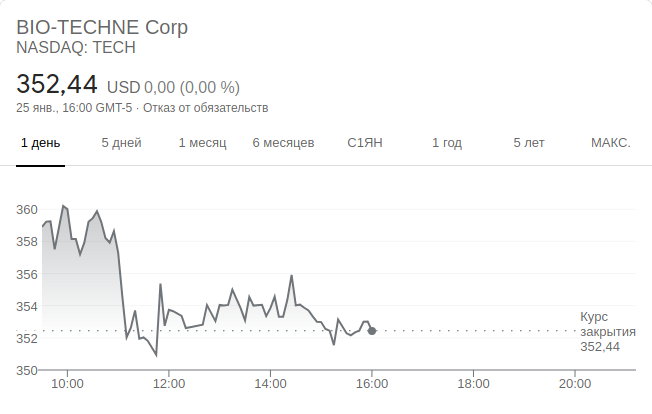 BIO-TECHNE Corp
NASDAQ: TECH
352,44 USD 0,00 (0,00 %)
25 янв., 16:00 GMT-5 · Отказ от обязательств
1 день 5 дней 1 месяц 6 месяцев С1ЯН 1 год 5 лет МАКС.
360
358
356
354
352
350
Курс
закрытия
352,44
10:00 12:00 14:00 16:00 18:00 20:00